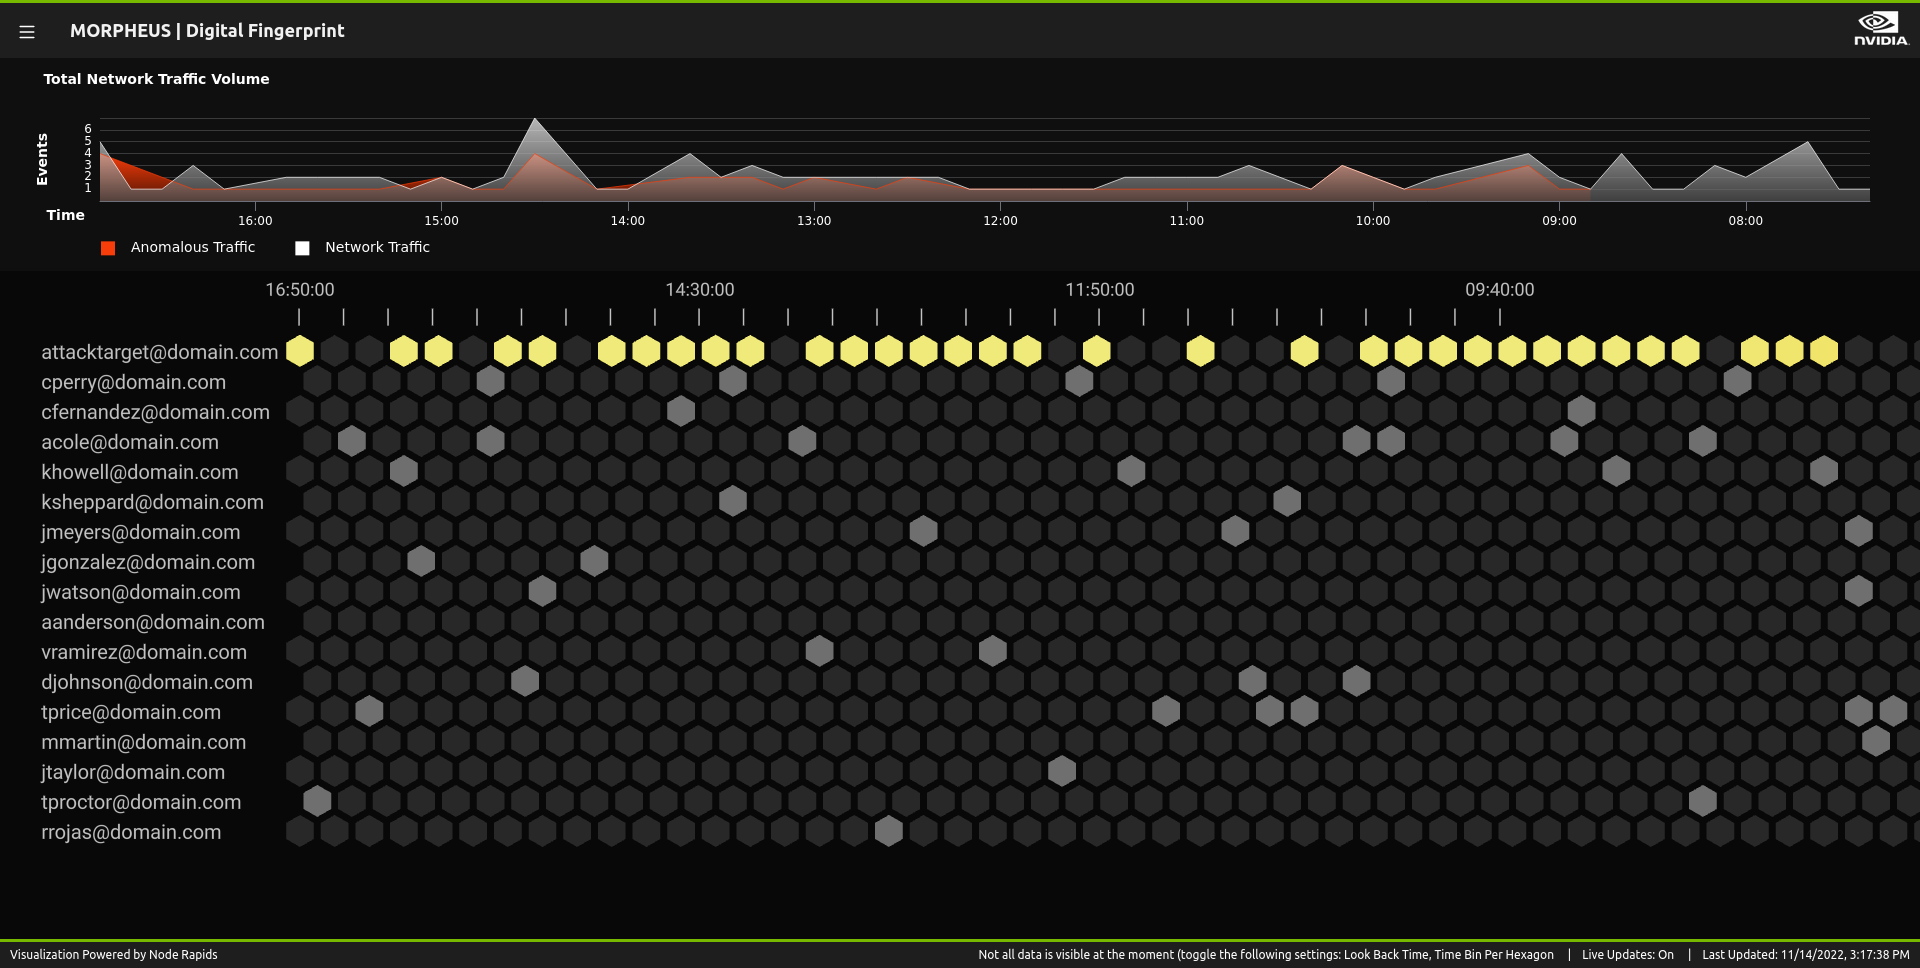 MORPHEUS | Digital Fingerprint
NVIDIA.
Total Network Traffic Volume
Events
6
5
4
3
2
1
Time
16:00 15:00 14:00 13:00 12:00 11:00 10:00 09:00 08:00
Anomalous Traffic Network Traffic
16:50:00 14:30:00 11:50:00 09:40:00
attacktarget@domain.com
cperry@domain.com
cfernandez@domain.com
acole@domain.com
khowell@domain.com
ksheppard@domain.com
jmeyers@domain.com
jgonzalez@domain.com
jwatson@domain.com
aanderson@domain.com
vramirez@domain.com
djohnson@domain.com
tprice@domain.com
mmartin@domain.com
jtaylor@domain.com
tproctor@domain.com
rrojas@domain.com
Visualization Powered by Node Rapids
Not all data is visible at the moment (toggle the following settings: Look Back Time, Time Bin Per Hexagon | Live Updates: On | Last Updated: 11/14/2022, 3:17:38 PM